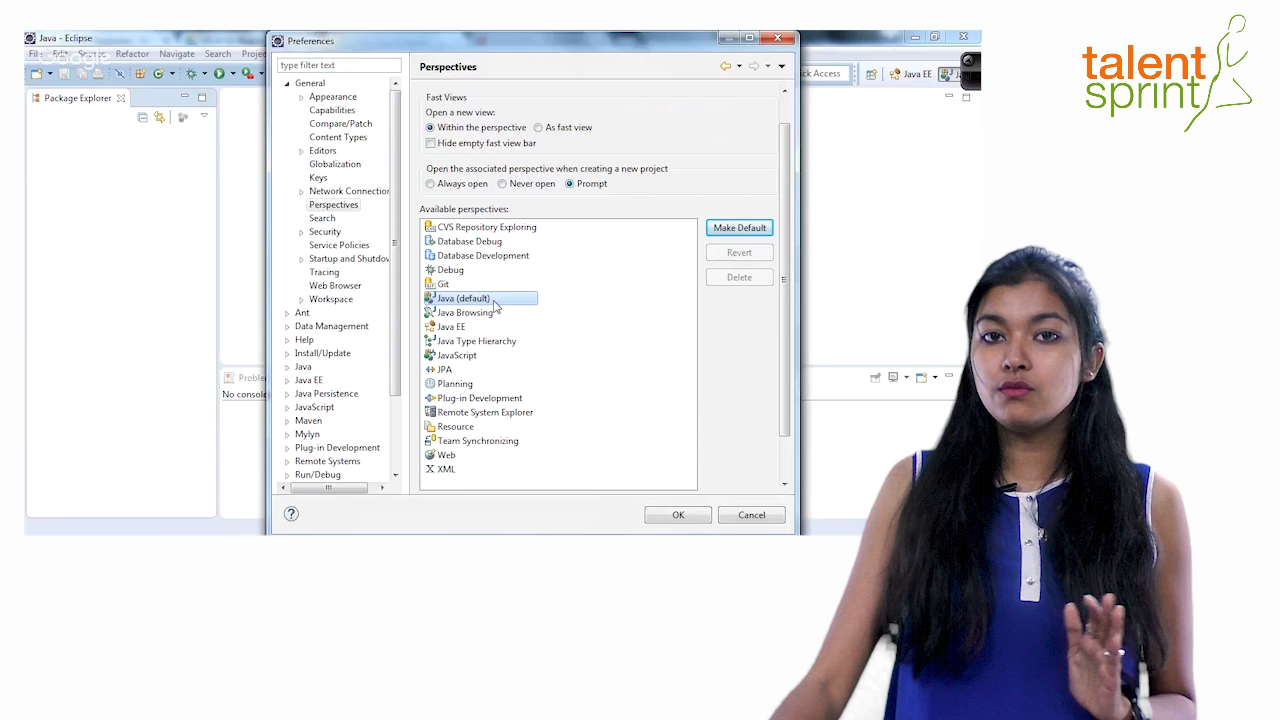 Java - Eclipse
Refactor Navigate Search
Google
Quick Access
Java EE
Package Explorer
No console
Preferences
type filter text
General
Appearance
Capabilities
Compare/Patch
Content Types
Editors
Globalization
Keys
Network Connection
Perspectives
Search
Security
Service Policies
Startup and Shutdow
Tracing
Web Browser
Workspace
Ant
Data Management
Help
Install/Update
Java
Java EE
Java Persistence
JavaScript
Maven
Mylyn
Plug-in Development
Remote Systems
Run/Debug
Perspectives
Fast Views
Open a new view:
Within the perspective As fast view
Hide empty fast view bar
Open the associated perspective when creating a new project
Always open Never open Prompt
Available perspectives:
CVS Repository Exploring
Database Debug
Database Development
Debug
Git
Java (default)
Java Browsing
Java EE
Java Type Hierarchy
JavaScript
JPA
Planning
Plug-in Development
Remote System Explorer
Resource
Team Synchronizing
Web
XML
Make Default
Revert
Delete
OK Cancel
talent
sprint